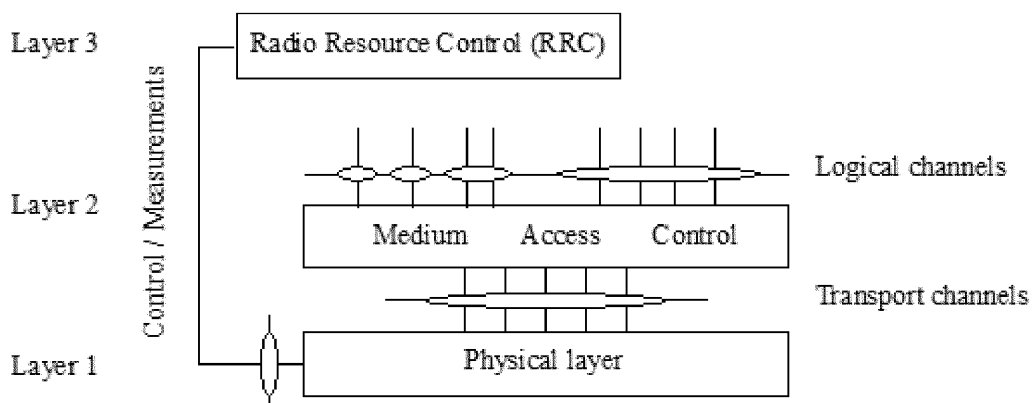 Layer 3
Radio Resource Control (RRC)
Control / Measurements
Logical channels
Layer 2
Medium Access Control
Transport channels
Layer 1
Physical layer